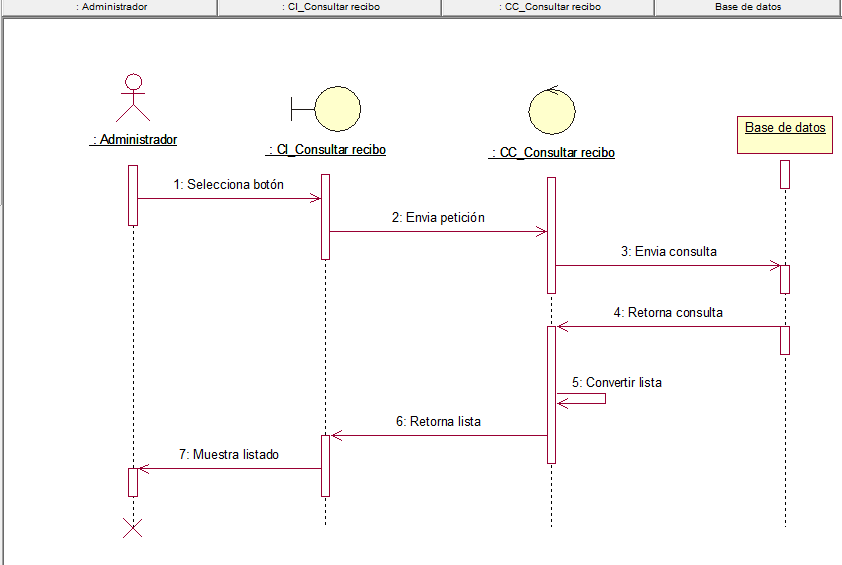 : Administrador
: CI_Consultar recibo
: CC_Consultar recibo
Base de datos
: Administrador
: CI_Consultar recibo
: CC_Consultar recibo
Base de datos
1: Selecciona botón
2: Envia petición
3: Envia consulta
4: Retorna consulta
5: Convertir lista
6: Retorna lista
7: Muestra listado